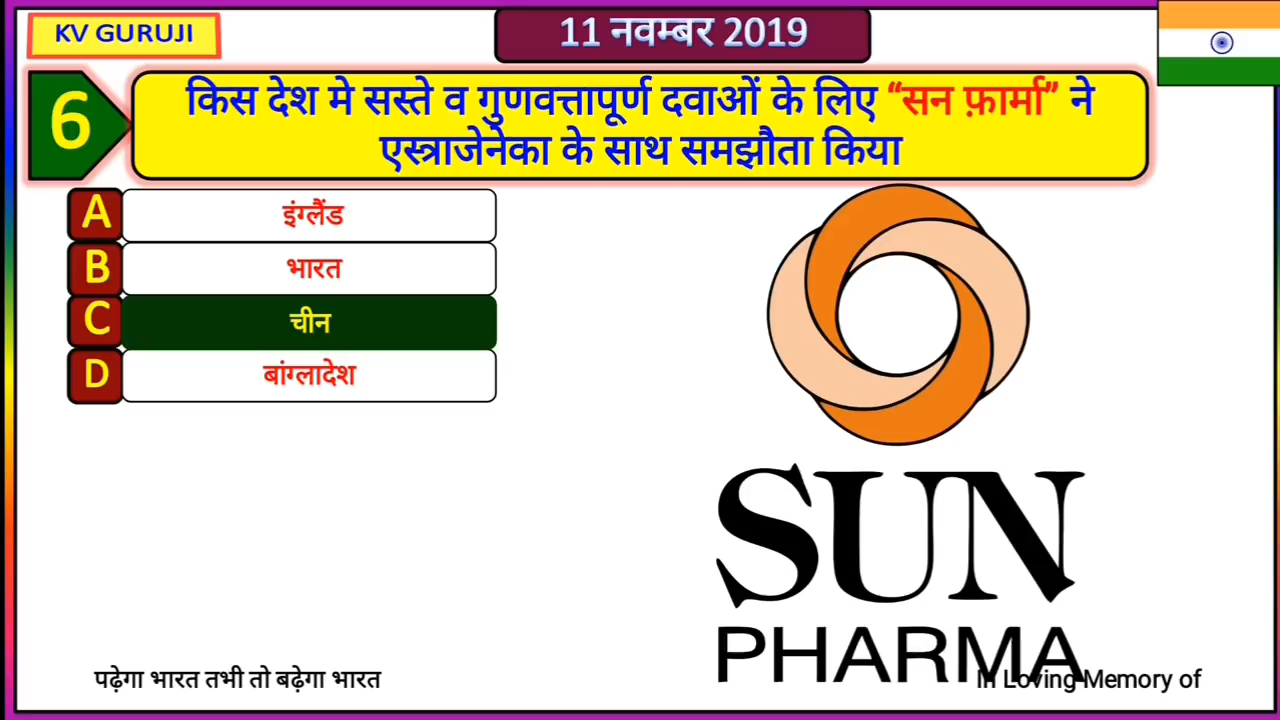 KV GURUJI
11 नवम्बर 2019
6
किस देश मे सस्ते व गुणवत्तापूर्ण दवाओं के लिए “सन फ़ार्मा” ने
एस्त्राजेनेका के साथ समझौता किया
A इंग्लैंड
B भारत
C चीन
D बांग्लादेश
SUN
PHARMA
पढ़ेगा भारत तभी तो बढ़ेगा भारत
In Loving Memory of